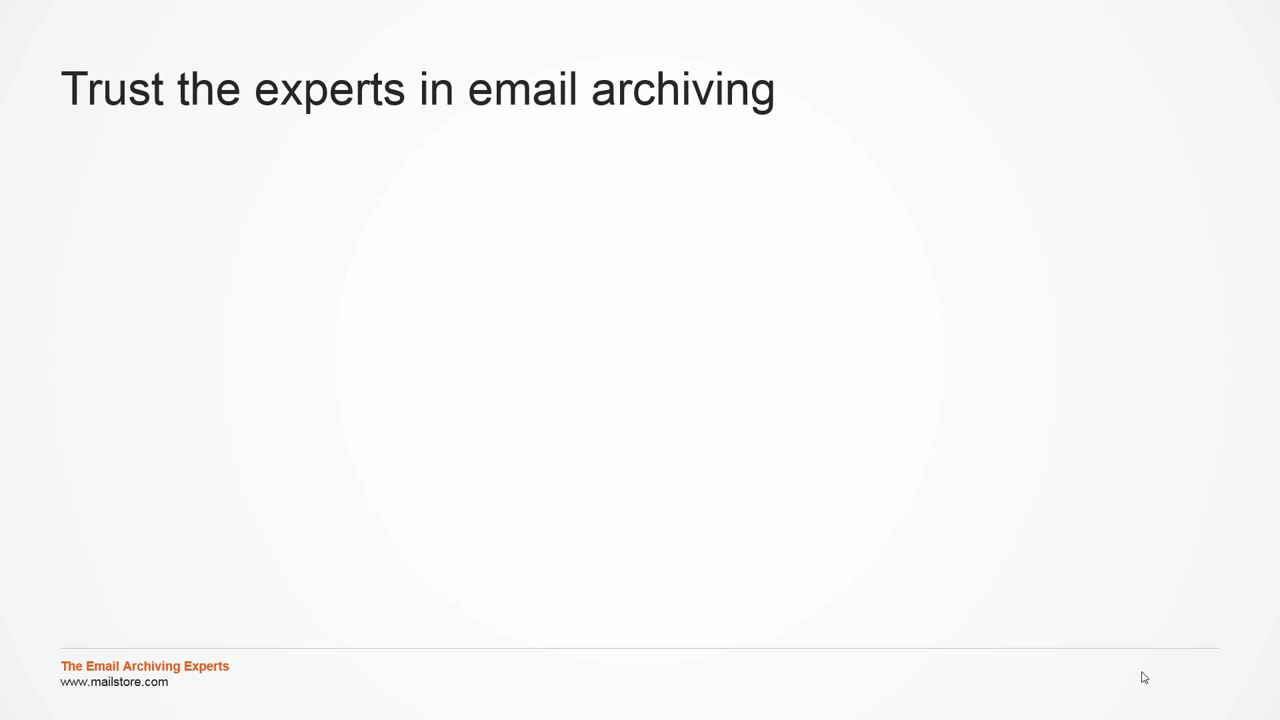 Trust the experts in email archiving
The Email Archiving Experts
www.mailstore.com